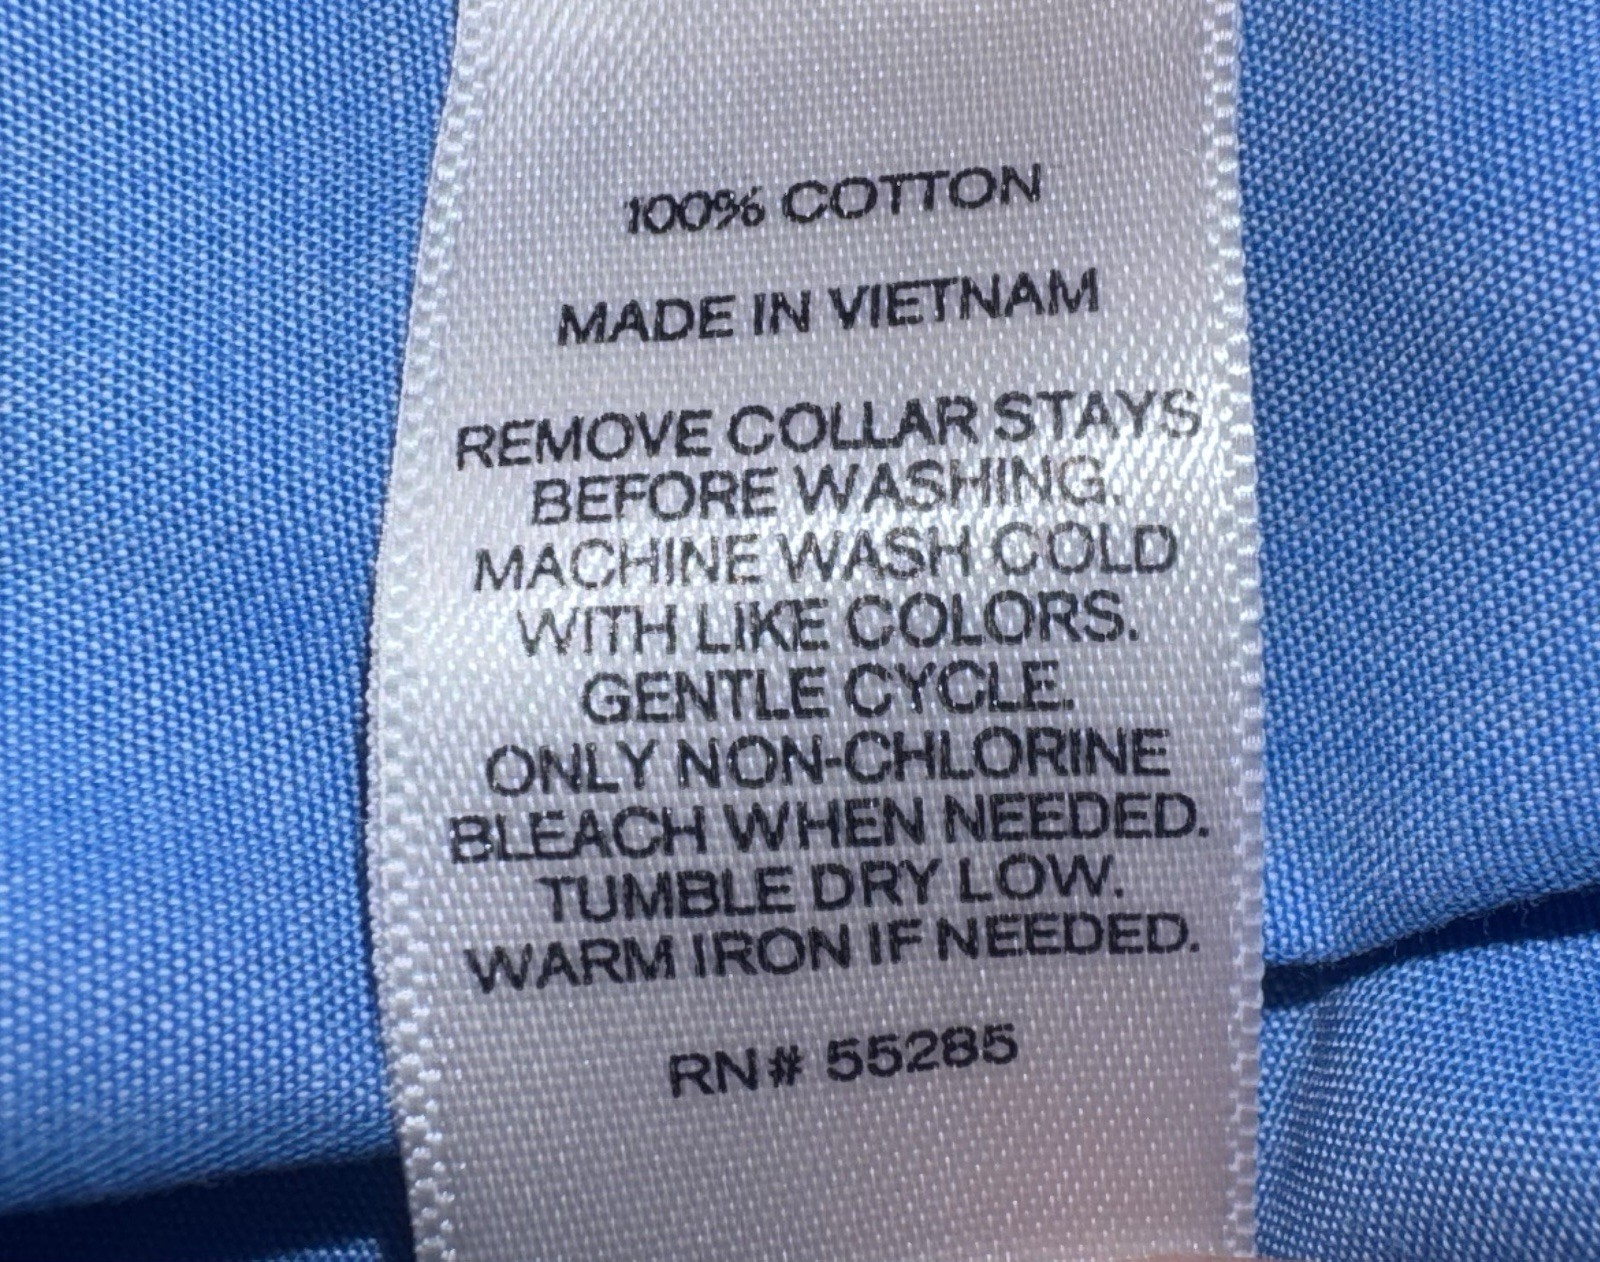 100% COTTON
MADE IN VIETNAM
REMOVE COLLAR STAYS
BEFORE WASHING.
MACHINE WASH COLD
WITH LIKE COLORS.
GENTLE CYCLE.
ONLY NON-CHLORINE
BLEACH WHEN NEEDED.
TUMBLE DRY LOW.
WARM IRON IF NEEDED.
RN# 55285